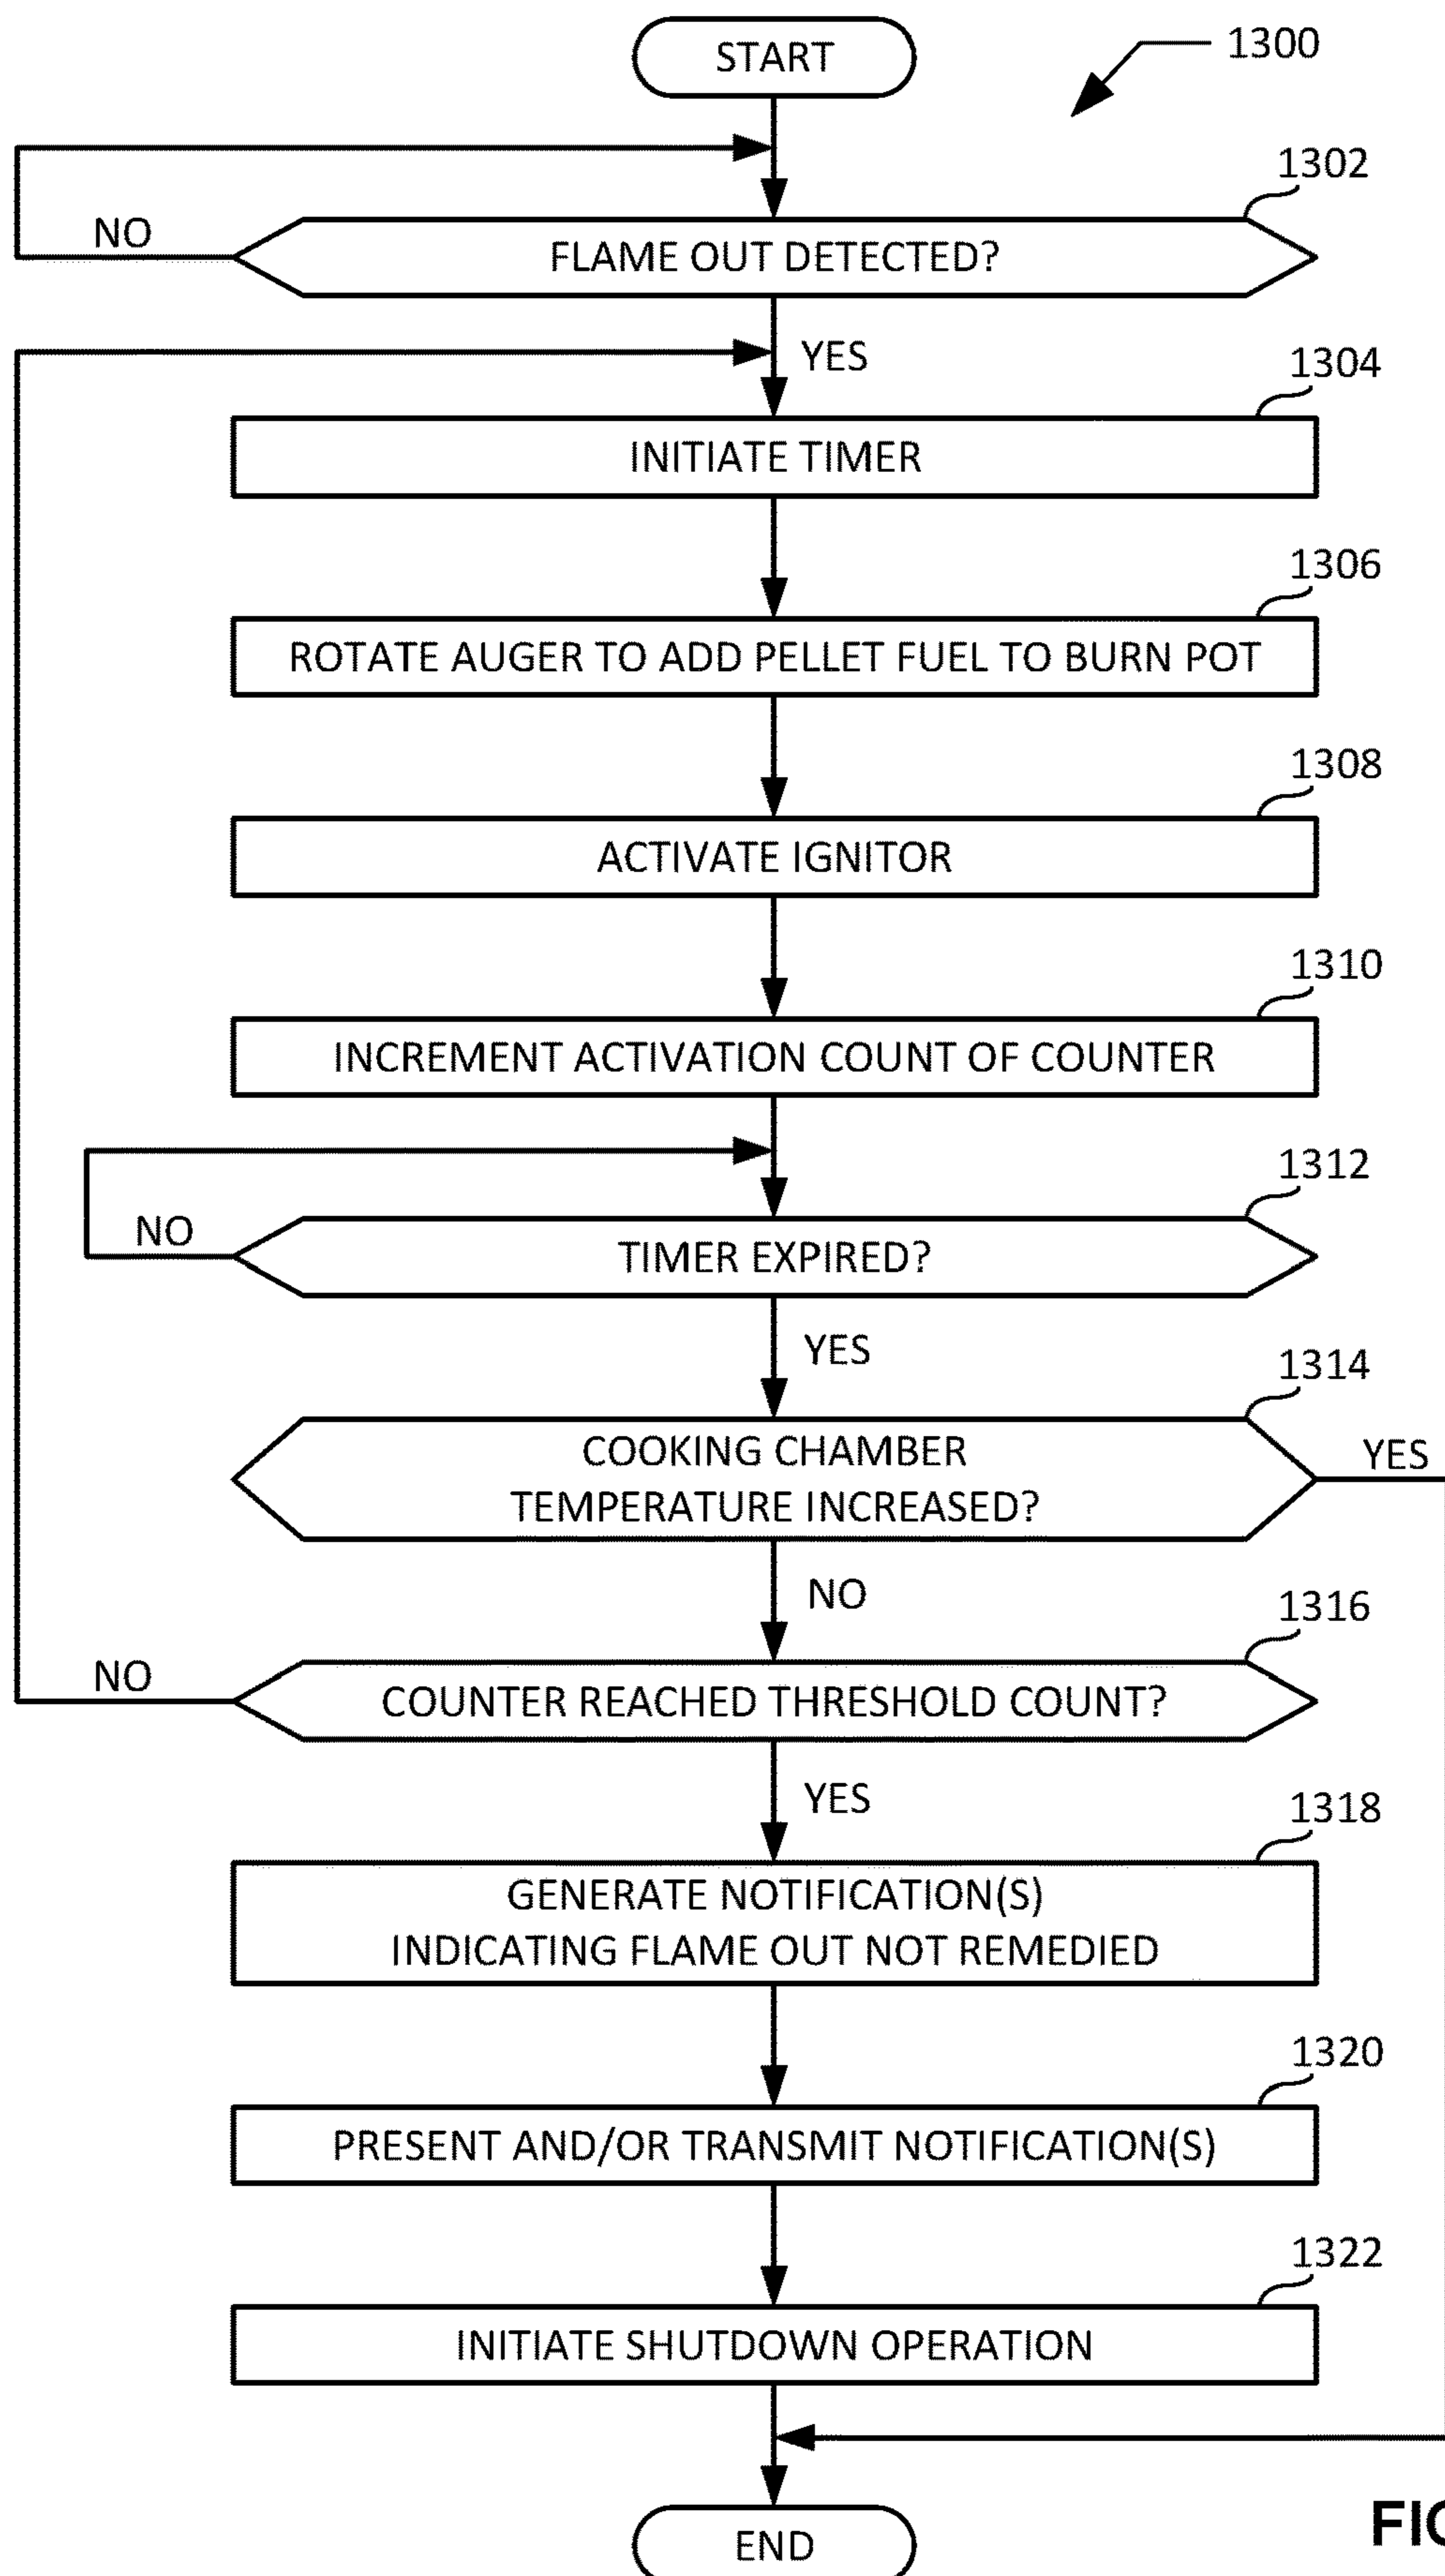 START
1300
1302
NO
FLAME OUT DETECTED?
YES
1304
INITIATE TIMER
1306
ROTATE AUGER TO ADD PELLET FUEL TO BURN POT
1308
ACTIVATE IGNITOR
1310
INCREMENT ACTIVATION COUNT OF COUNTER
1312
NO
TIMER EXPIRED?
YES
1314
COOKING CHAMBER
TEMPERATURE INCREASED?
YES
NO
1316
NO
COUNTER REACHED THRESHOLD COUNT?
YES
1318
GENERATE NOTIFICATION(S)
INDICATING FLAME OUT NOT REMEDIED
1320
PRESENT AND/OR TRANSMIT NOTIFICATION(S)
1322
INITIATE SHUTDOWN OPERATION
END